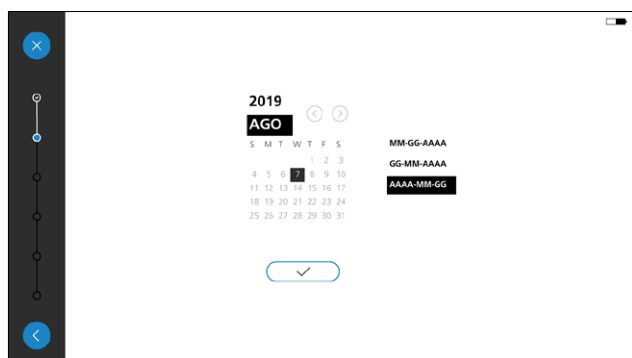 2019
AGO
S M T W T F S
1 2 3
4 5 6 7 8 9 10
11 12 13 14 15 16 17
18 19 20 21 22 23 24
25 26 27 28 29 30 31
MM-GG-AAAA
GG-MM-AAAA
AAAA-MM-GG